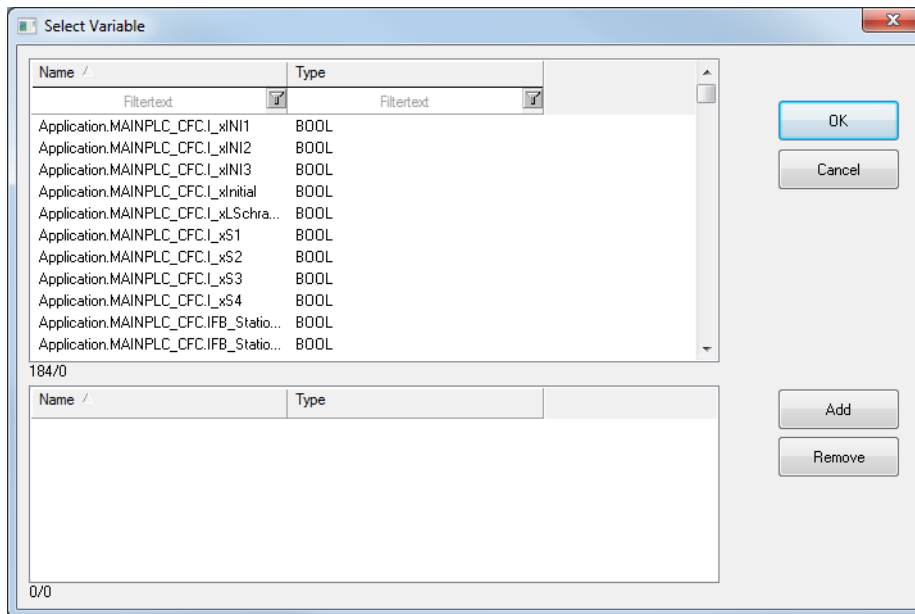 Select Variable
Name Type
Filtertext Filtertext
Application.MAINPLC_CFC.I_xINI1 BOOL
Application.MAINPLC_CFC.I_xINI2 BOOL
Application.MAINPLC_CFC.I_xINI3 BOOL
Application.MAINPLC_CFC.I_xInitial BOOL
Application.MAINPLC_CFC.I_xLSchra... BOOL
Application.MAINPLC_CFC.I_xS1 BOOL
Application.MAINPLC_CFC.I_xS2 BOOL
Application.MAINPLC_CFC.I_xS3 BOOL
Application.MAINPLC_CFC.I_xS4 BOOL
Application.MAINPLC_CFC.IFB_Statio... BOOL
Application.MAINPLC_CFC.IFB_Statio... BOOL
184/0
OK
Cancel
Name Type
0/0
Add
Remove